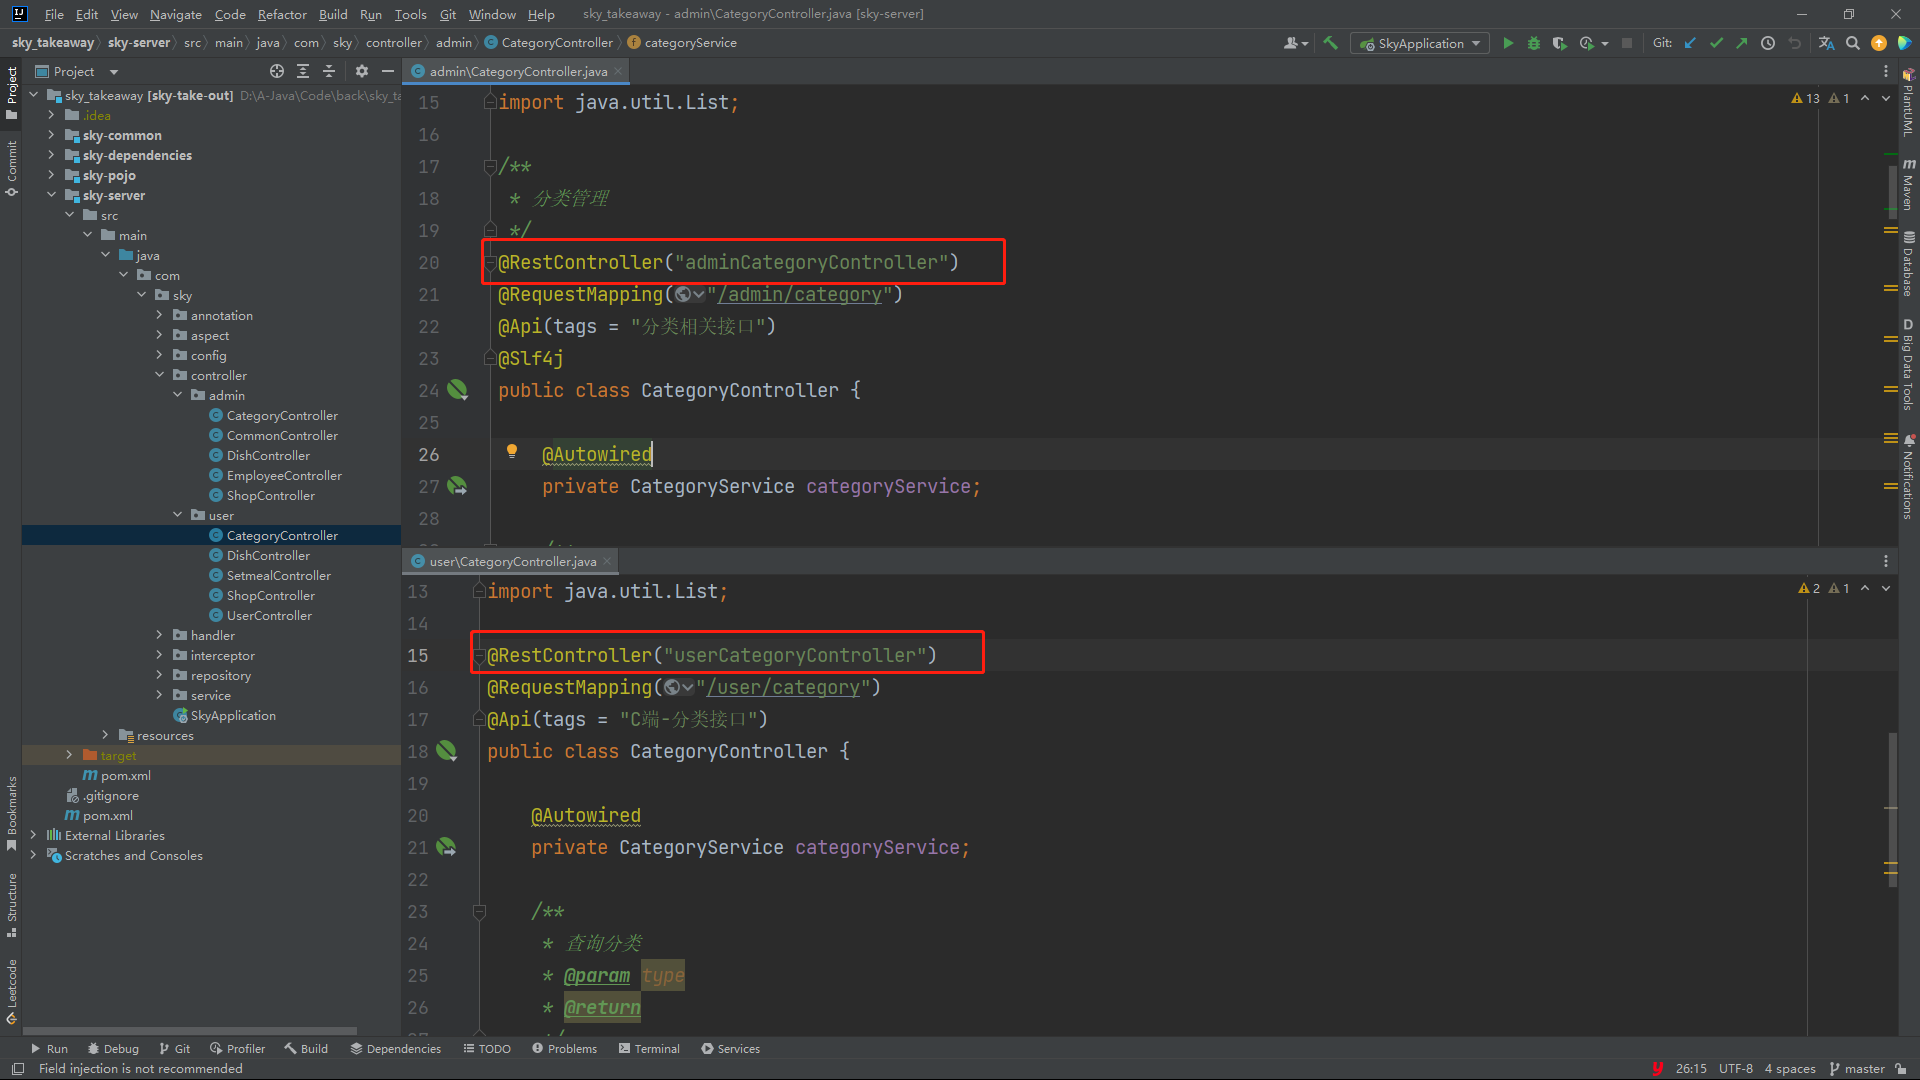 File Edit View Navigate Code Refactor Build Run Tools Git Window Help sky_takeaway - admin\CategoryController.java [sky-server]
sky_takeaway sky-server src main java com sky controller admin CategoryController categoryService
SkyApplication
Git:
Project
sky_takeaway [sky-take-out] D:\A-Java\Code\back\sky_ta
.idea
sky-common
sky-dependencies
sky-pojo
sky-server
src
main
java
com
sky
annotation
aspect
config
controller
admin
CategoryController
CommonController
DishController
EmployeeController
ShopController
user
CategoryController
DishController
SetmealController
ShopController
UserController
handler
interceptor
repository
service
SkyApplication
resources
target
pom.xml
.gitignore
pom.xml
External Libraries
Scratches and Consoles
Project
Commit
Bookmarks
Structure
Leetcode
admin\CategoryController.java
13 1
15 import java.util.List;
16
17 /**
18 * 分类管理
19 */
20 @RestController("adminCategoryController")
21 @RequestMapping("/admin/category")
22 @Api(tags = "分类相关接口")
23 @Slf4j
24 public class CategoryController {
25
26 @Autowired
27 private CategoryService categoryService;
28
user\CategoryController.java
2 1
13 import java.util.List;
14
15 @RestController("userCategoryController")
16 @RequestMapping("/user/category")
17 @Api(tags = "C端-分类接口")
18 public class CategoryController {
19
20 @Autowired
21 private CategoryService categoryService;
22
23 /**
24 * 查询分类
25 * @param type
26 * @return
PlantUML
Maven
Database
Big Data Tools
Notifications
Run Debug Git Profiler Build Dependencies TODO Problems Terminal Services
Field injection is not recommended
26:15 UTF-8 4 spaces master